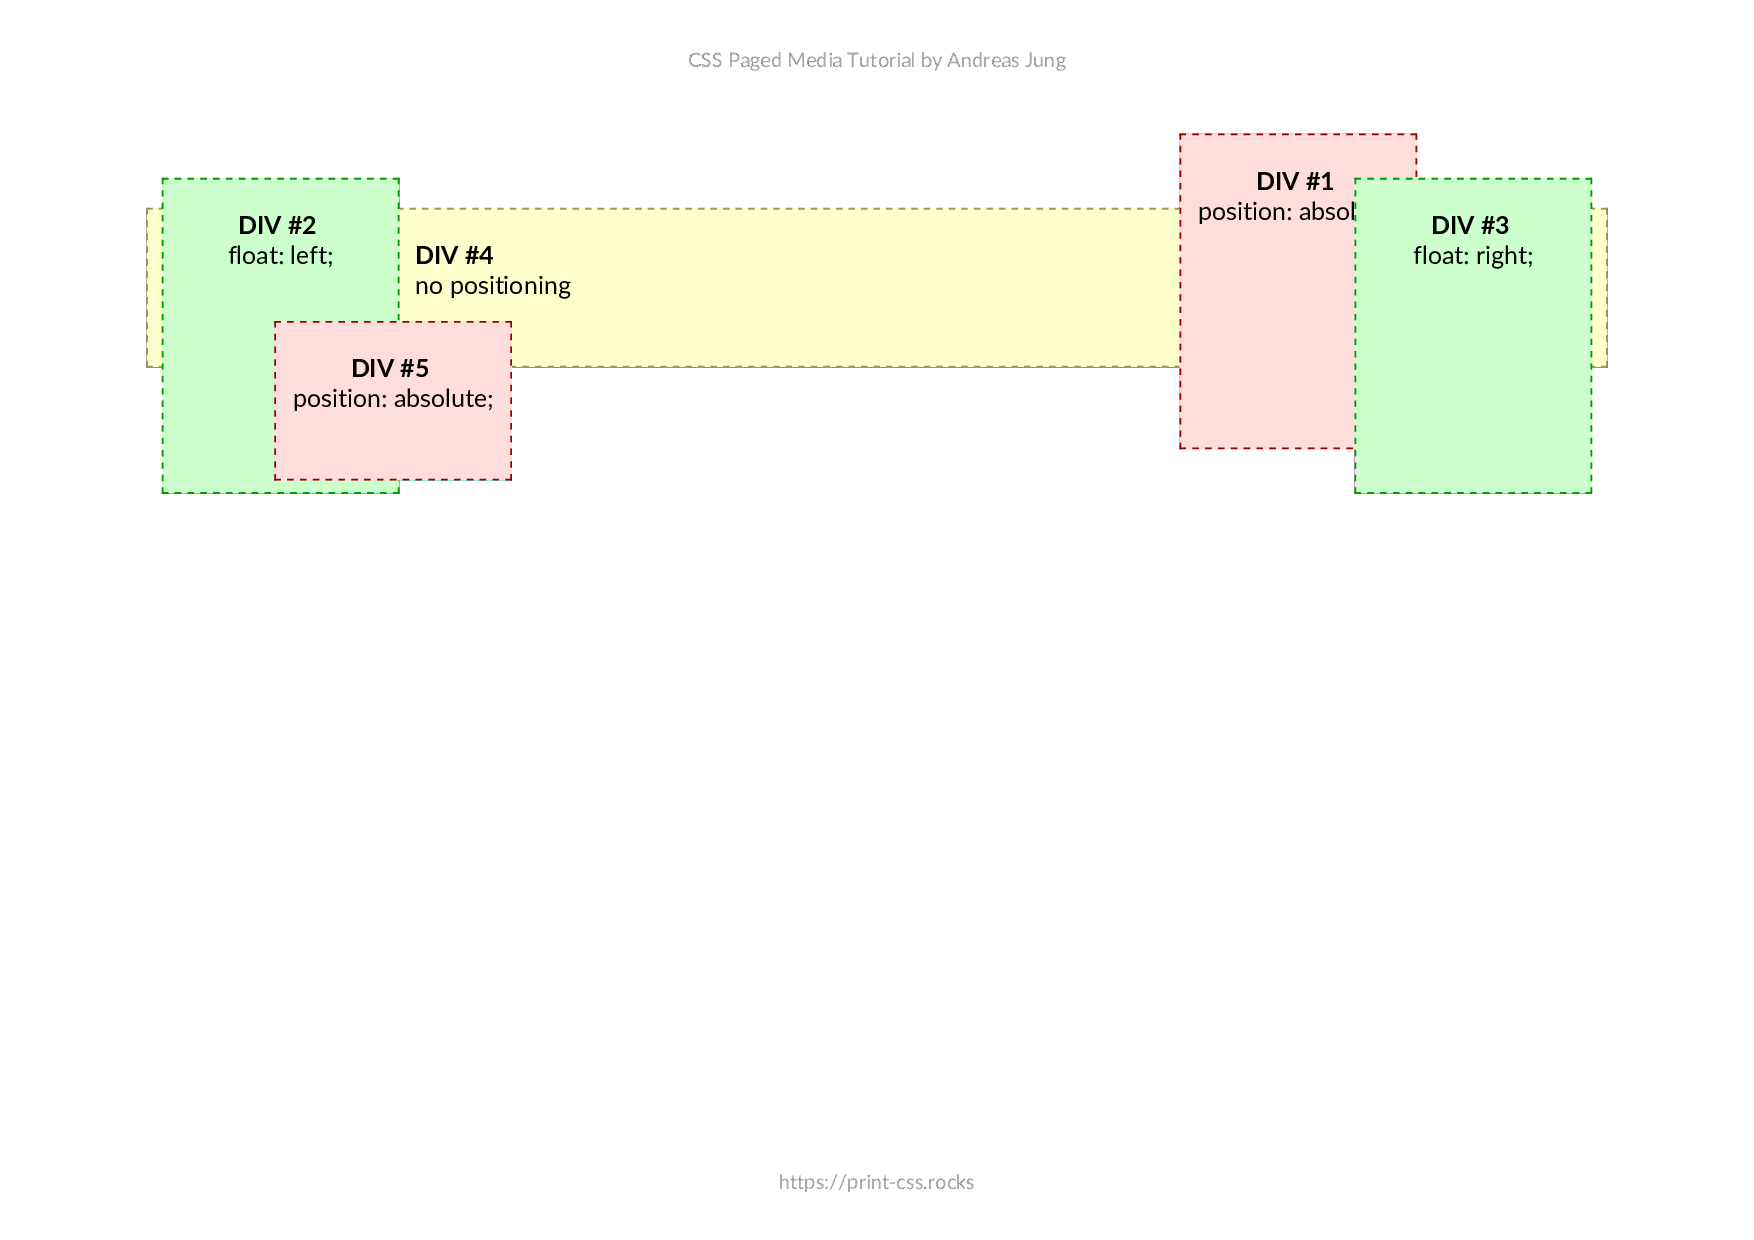 CSS Paged Media Tutorial by Andreas Jung
DIV #1
position: absol
DIV #2
float: left;
DIV #3
float: right;
DIV #4
no positioning
DIV #5
position: absolute;
https://print-css.rocks